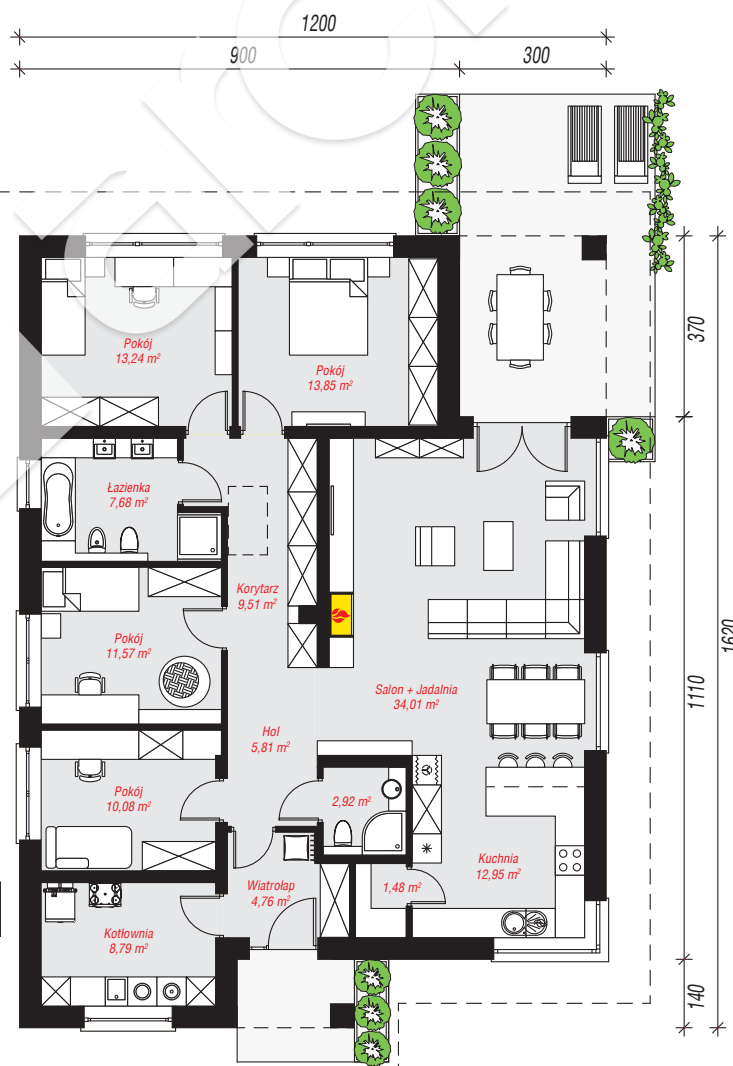 1200
900
300
370
1620
Pokój
13,24 m²
Pokój
13,85 m²
Łazienka
7,68 m²
Korytarz
9,51 m²
Pokój
11,57 m²
Salon + Jadalnia
34,01 m²
1110
Hol
5,81 m²
Pokój
10,08 m²
2,92 m²
Kuchnia
12,95 m²
Wiatrołap
4,76 m²
1,48 m²
Kotłownia
8,79 m²
140